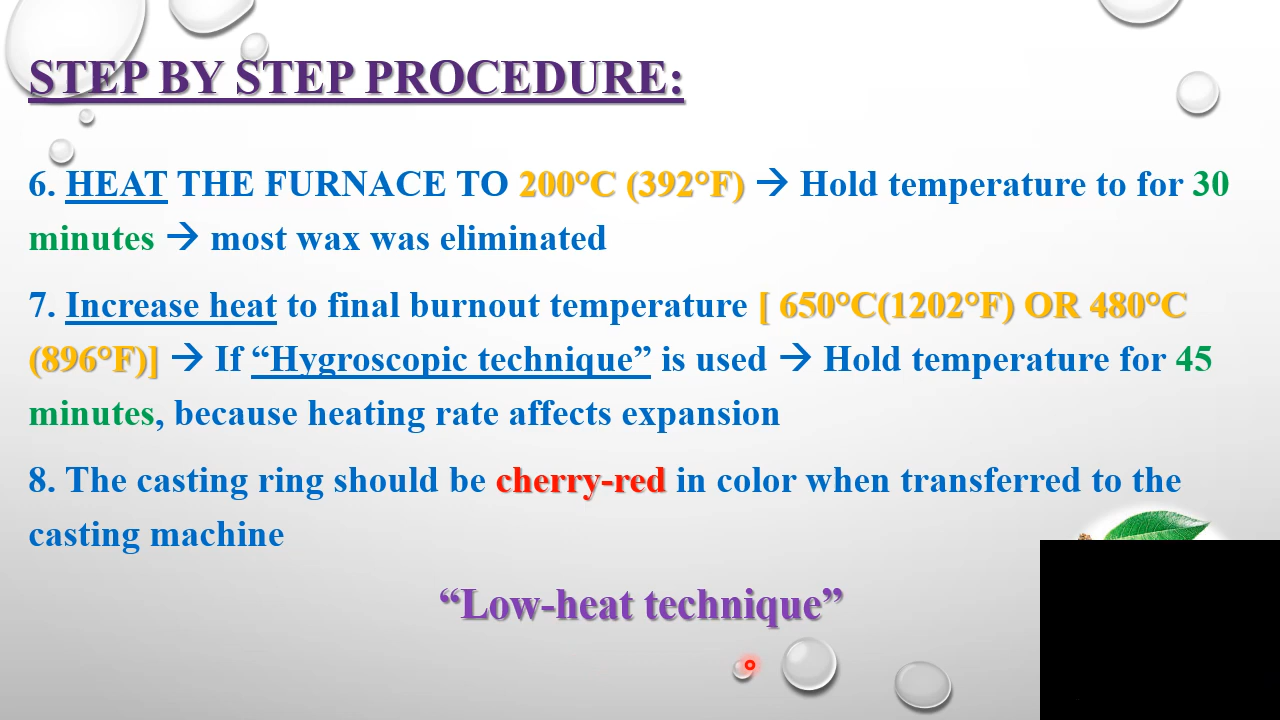 STEP BY STEP PROCEDURE:
6. HEAT THE FURNACE TO 200°C (392°F) → Hold temperature to for 30
minutes → most wax was eliminated
7. Increase heat to final burnout temperature [ 650°C(1202°F) OR 480°C
(896°F)] → If “Hygroscopic technique” is used → Hold temperature for 45
minutes, because heating rate affects expansion
8. The casting ring should be cherry-red in color when transferred to the
casting machine
“Low-heat technique”